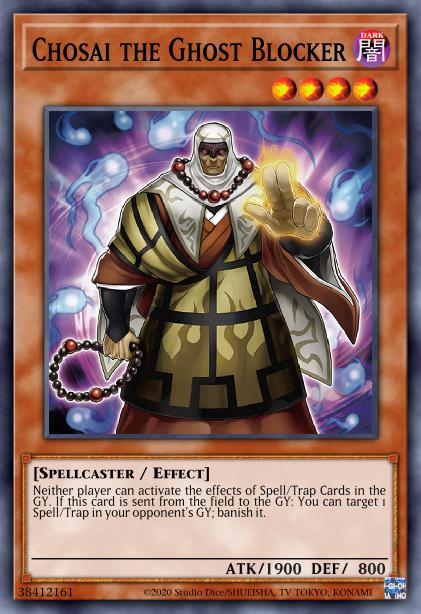 Chosai the Ghost Blocker
DARK
闇
[Spellcaster / Effect]
Neither player can activate the effects of Spell/Trap Cards in the
GY. If this card is sent from the field to the GY: You can target 1
Spell/Trap in your opponent's GY; banish it.
ATK/1900 DEF/ 800
38412161
©2020 Studio Dice/SHUEISHA, TV TOKYO, KONAMI